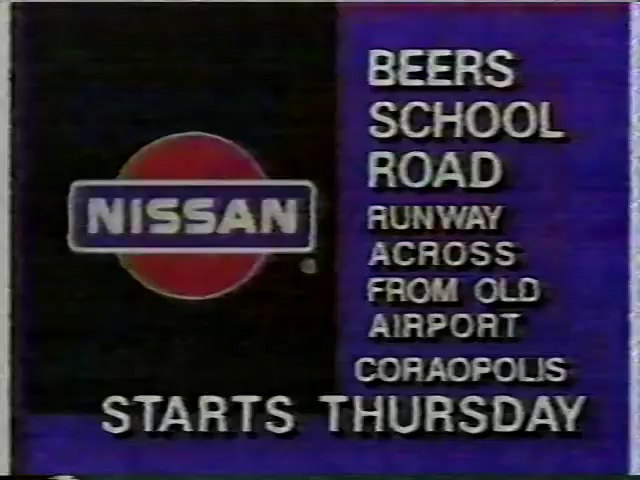 NISSAN
BEERS
SCHOOL
ROAD
RUNWAY
ACROSS
FROM OLD
AIRPORT
CORAOPOLIS
STARTS THURSDAY